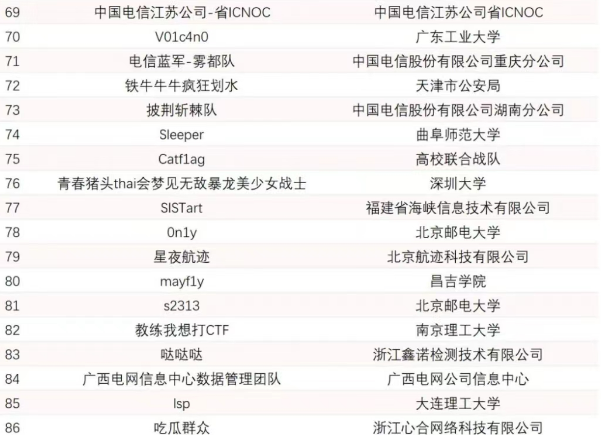 69 中国电信江苏公司-省ICNOC 中国电信江苏公司省ICNOC
70 V01c4n0 广东工业大学
71 电信蓝军-雾都队 中国电信股份有限公司重庆分公司
72 铁牛牛牛疯狂划水 天津市公安局
73 披荆斩棘队 中国电信股份有限公司湖南分公司
74 Sleeper 曲阜师范大学
75 Catf1ag 高校联合战队
76 青春猪头thai会梦见无敌暴龙美少女战士 深圳大学
77 SISTart 福建省海峡信息技术有限公司
78 0n1y 北京邮电大学
79 星夜航迹 北京航迹科技有限公司
80 mayf1y 昌吉学院
81 s2313 北京邮电大学
82 教练我想打CTF 南京理工大学
83 哒哒哒 浙江鑫诺检测技术有限公司
84 广西电网信息中心数据管理团队 广西电网公司信息中心
85 lsp 大连理工大学
86 吃瓜群众 浙江心合网络科技有限公司